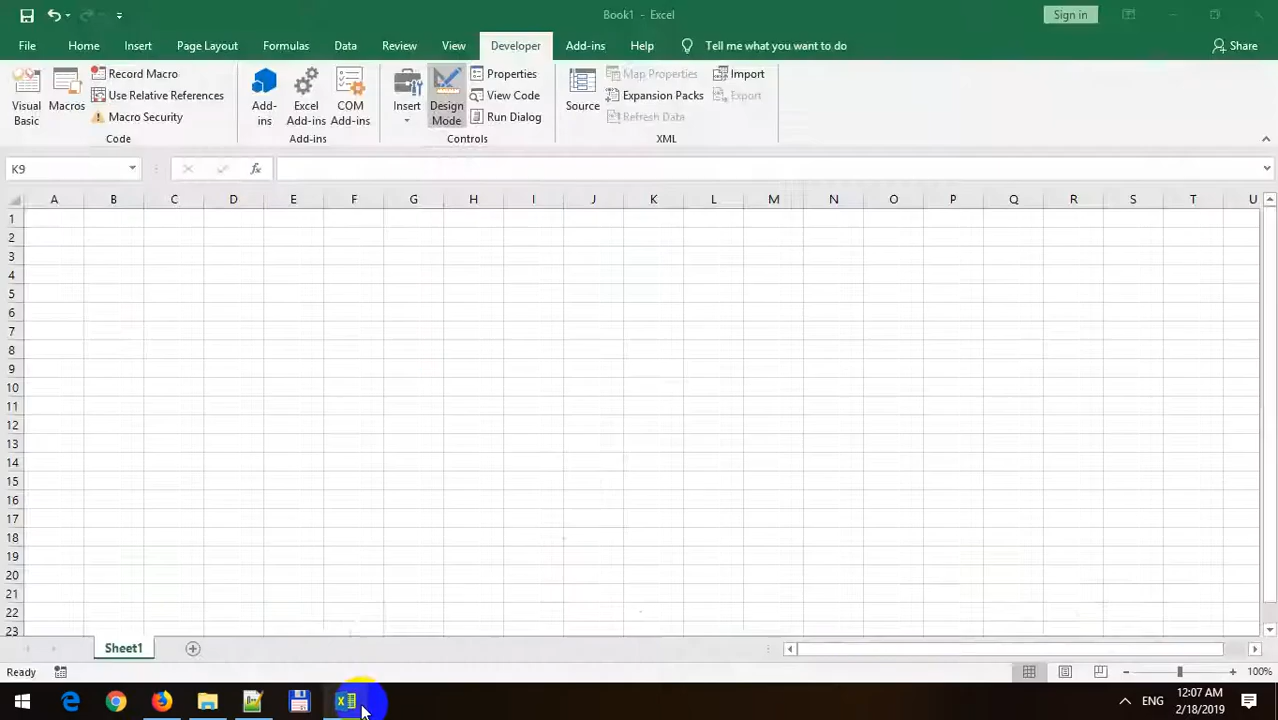 Book1 - Excel
Sign in
File Home Insert Page Layout Formulas Data Review View Developer Add-ins Help Tell me what you want to do Share
Visual Basic
Macros
Record Macro
Use Relative References
Macro Security
Code
Add-ins
Excel Add-ins
COM Add-ins
Add-ins
Insert
Design Mode
Properties
View Code
Run Dialog
Controls
Source
Map Properties
Expansion Packs
Refresh Data
Import
Export
XML
K9
fx
A B C D E F G H I J K L M N O P Q R S T U
1
2
3
4
5
6
7
8
9
10
11
12
13
14
15
16
17
18
19
20
21
22
23
Sheet1
Ready
100%
ENG
12:07 AM
2/18/2019